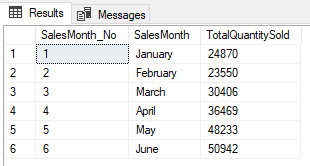 Results Messages
SalesMonth_No SalesMonth TotalQuantitySold
1 1 January 24870
2 2 February 23550
3 3 March 30406
4 4 April 36469
5 5 May 48233
6 6 June 50942